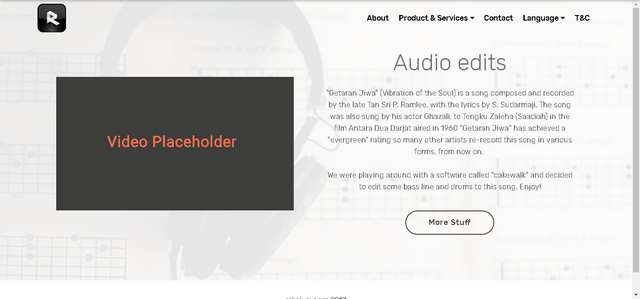 About Product & Services Contact Language T&C
Audio edits
"Getaran Jiwa" (Vibration of the Soul) is a song composed and recorded
by the late Tan Sri P. Ramlee, with the lyrics by S. Sudarmaji. The song
was also sung by his actor Ghazali, to Tengku Zaleha (Saadiah) in the
film Antara Dua Darjat aired in 1960 "Getaran Jiwa" has achieved a
"evergreen" rating so many other artists re-record this song in various
forms, from now on.
We were playing around with a software called "cakewalk" and decided
to edit some bass line and drums to this song. Enjoy!
Video Placeholder
More Stuff